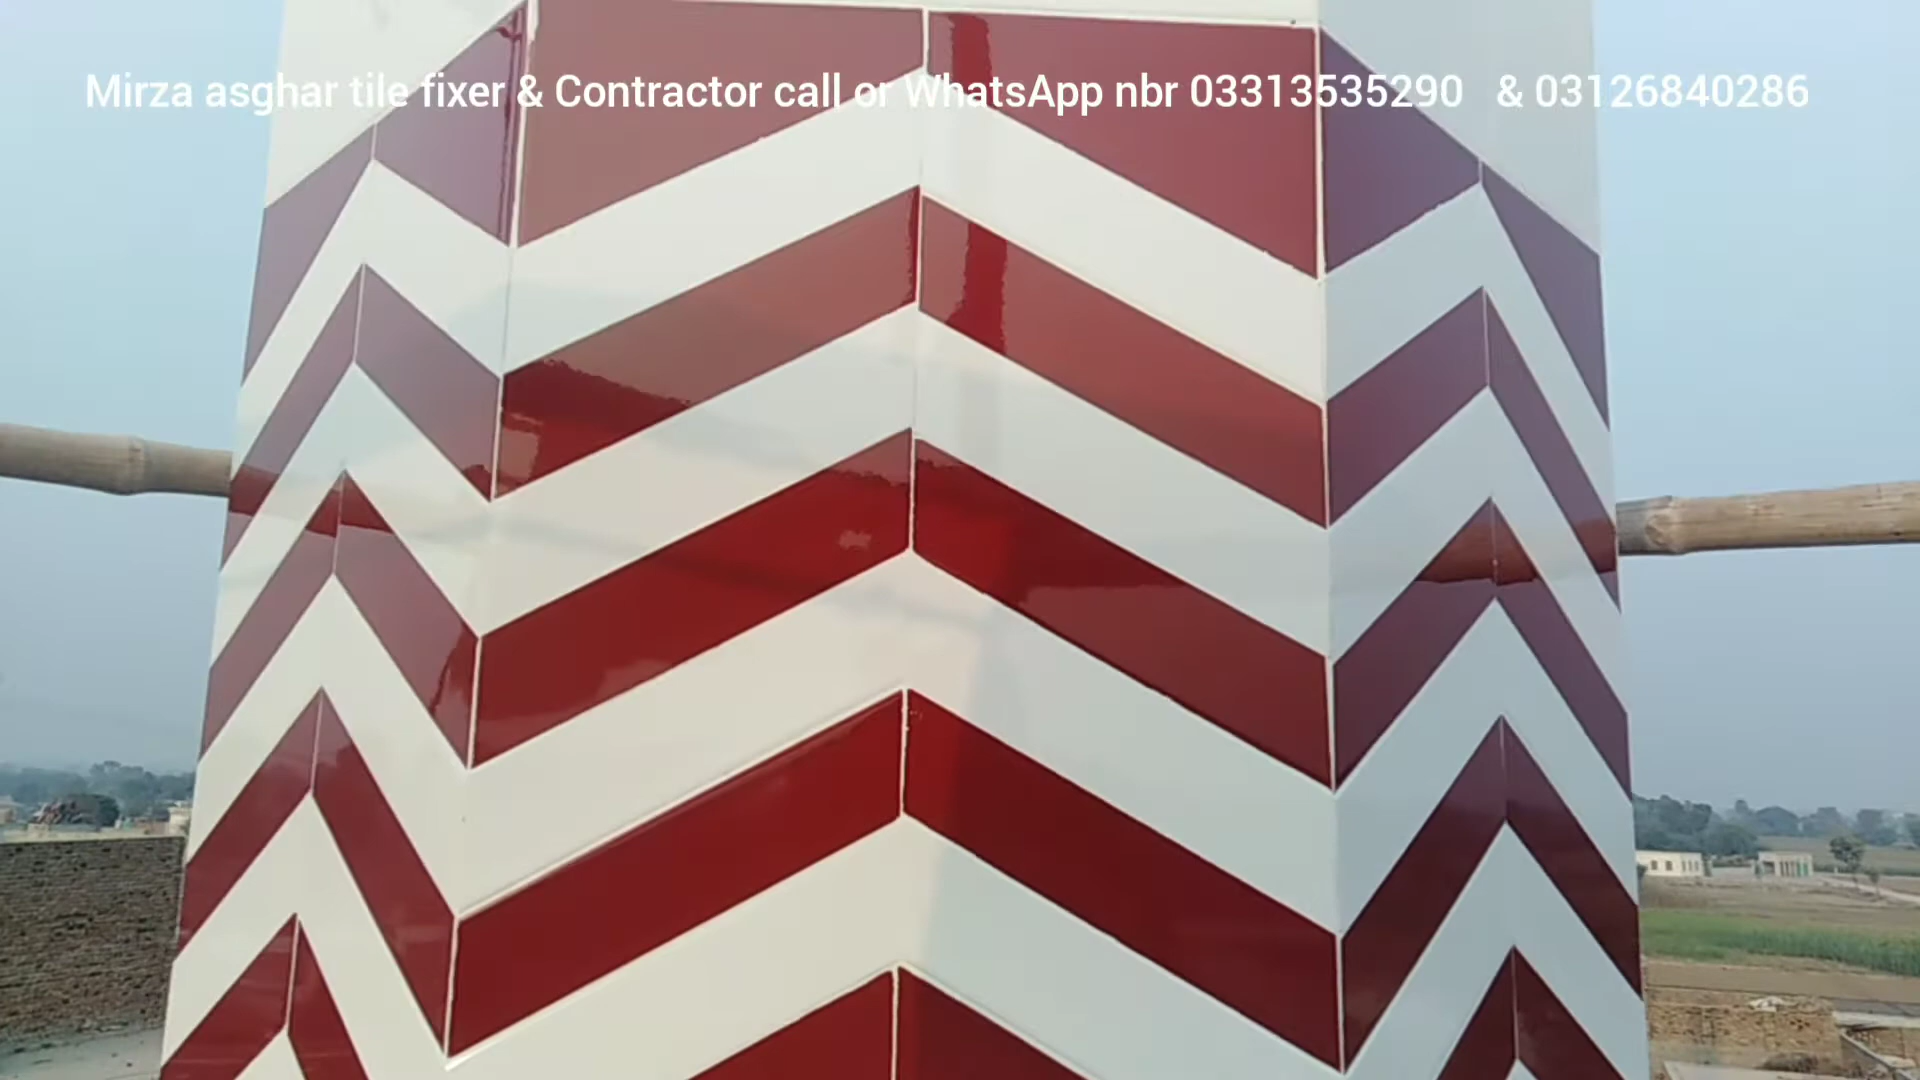 Mirza asghar tile fixer & Contractor call or WhatsApp nbr 03313535290 & 03126840286